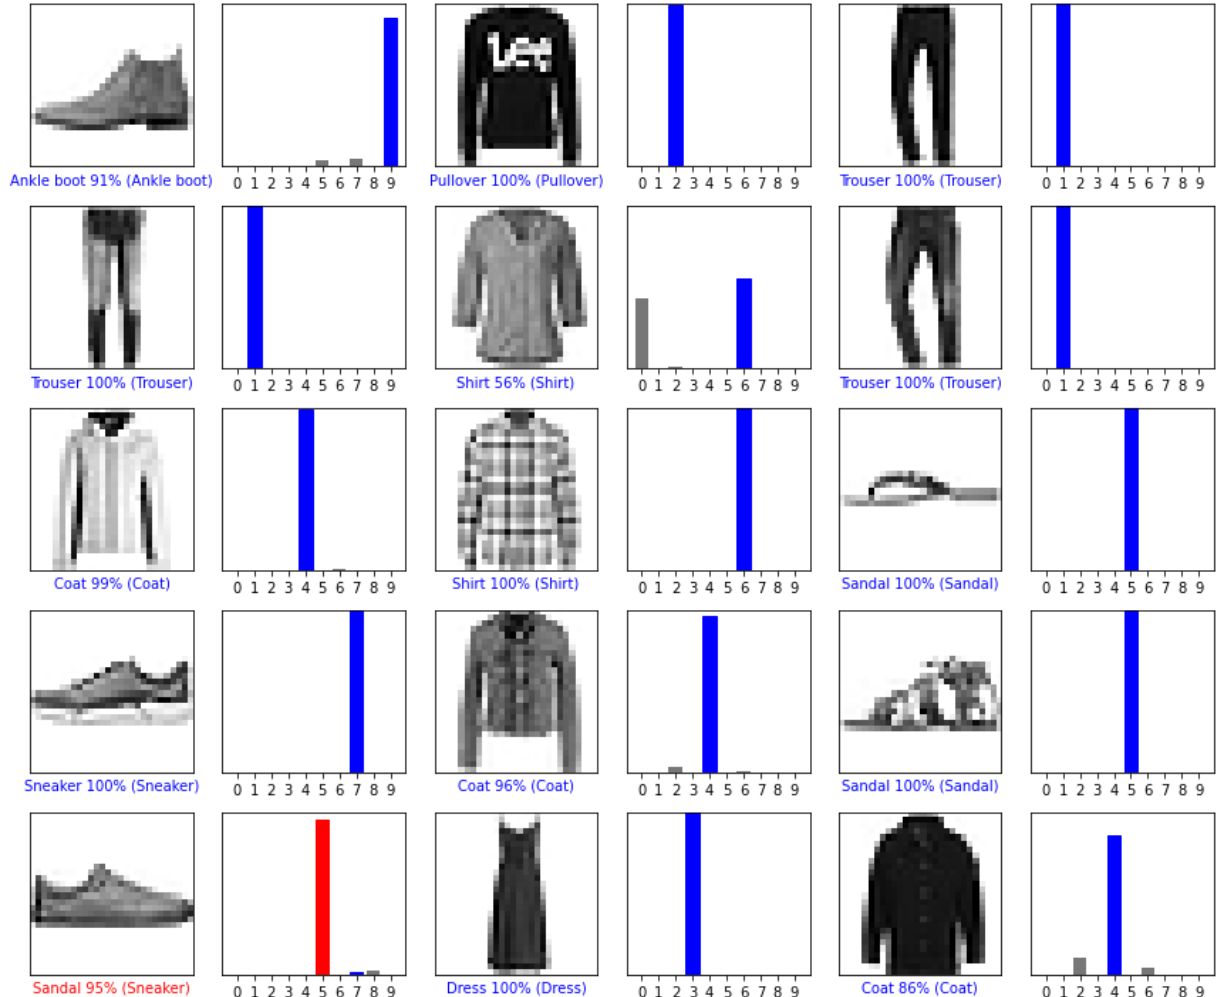 Lee
Ankle boot 91% (Ankle boot)
0 1 2 3 4 5 6 7 8 9
Pullover 100% (Pullover)
0 1 2 3 4 5 6 7 8 9
Trouser 100% (Trouser)
0 1 2 3 4 5 6 7 8 9
Trouser 100% (Trouser)
0 1 2 3 4 5 6 7 8 9
Shirt 56% (Shirt)
0 1 2 3 4 5 6 7 8 9
Trouser 100% (Trouser)
0 1 2 3 4 5 6 7 8 9
Coat 99% (Coat)
0 1 2 3 4 5 6 7 8 9
Shirt 100% (Shirt)
0 1 2 3 4 5 6 7 8 9
Sandal 100% (Sandal)
0 1 2 3 4 5 6 7 8 9
Sneaker 100% (Sneaker)
0 1 2 3 4 5 6 7 8 9
Coat 96% (Coat)
0 1 2 3 4 5 6 7 8 9
Sandal 100% (Sandal)
0 1 2 3 4 5 6 7 8 9
Sandal 95% (Sneaker)
0 1 2 3 4 5 6 7 8 9
Dress 100% (Dress)
0 1 2 3 4 5 6 7 8 9
Coat 86% (Coat)
0 1 2 3 4 5 6 7 8 9